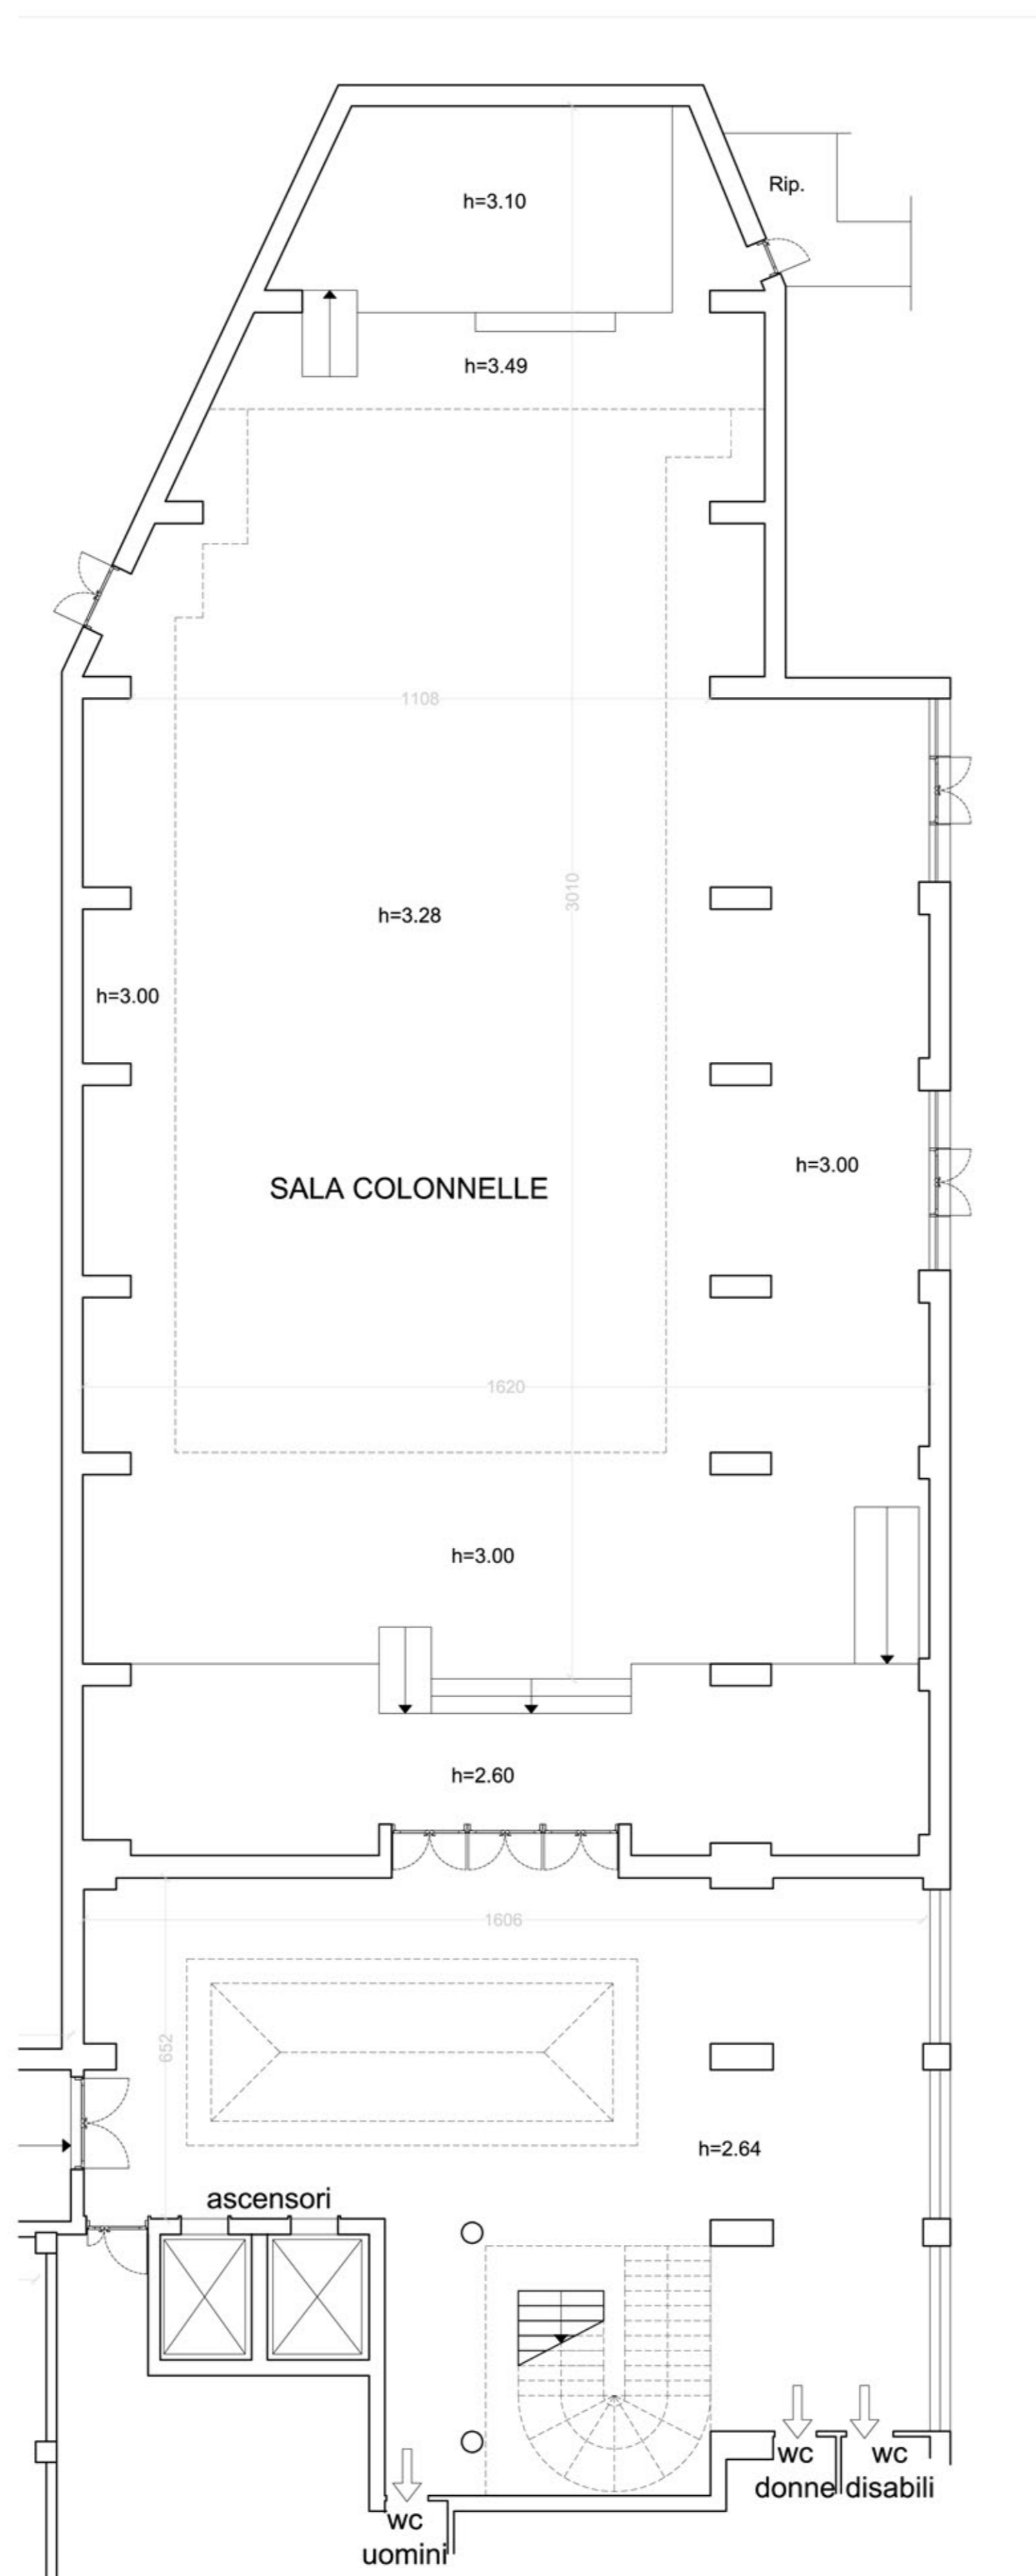 Rip.
h=3.10
h=3.49
1108
3010
h=3.28
h=3.00
h=3.00
SALA COLONNELLE
1620
h=3.00
h=2.60
1606
652
h=2.64
ascensori
wc
donne
wc
disabili
wc
uomini